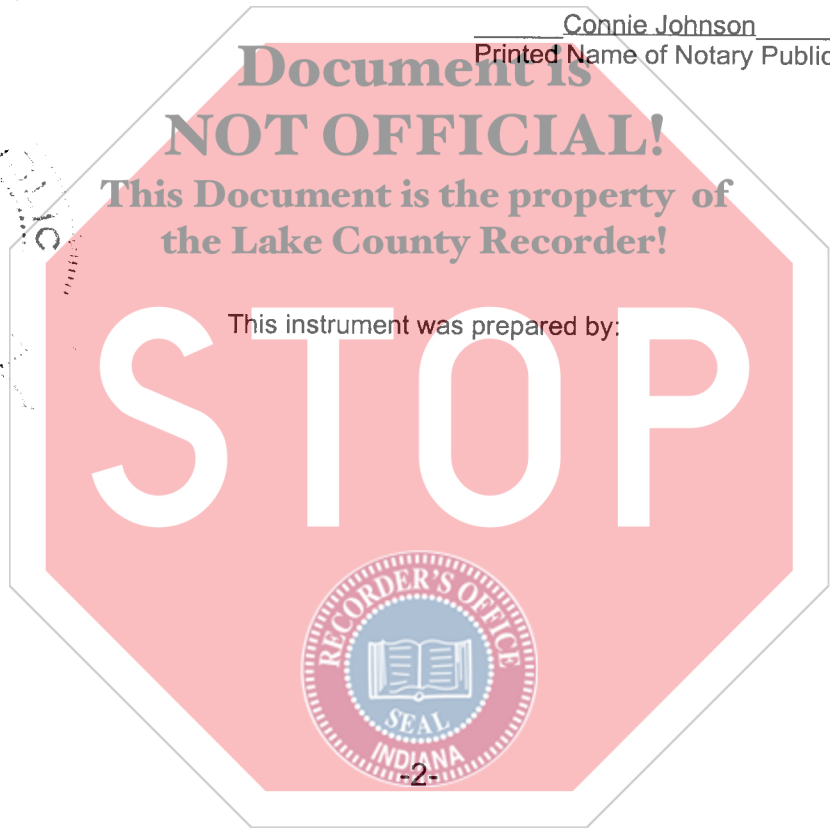 Connie Johnson
Printed Name of Notary Public
Document is
NOT OFFICIAL!
This Document is the property of
the Lake County Recorder!
This instrument was prepared by:
STOP
RECORDER'S OFFICE
SEAL
INDIANA
-2-